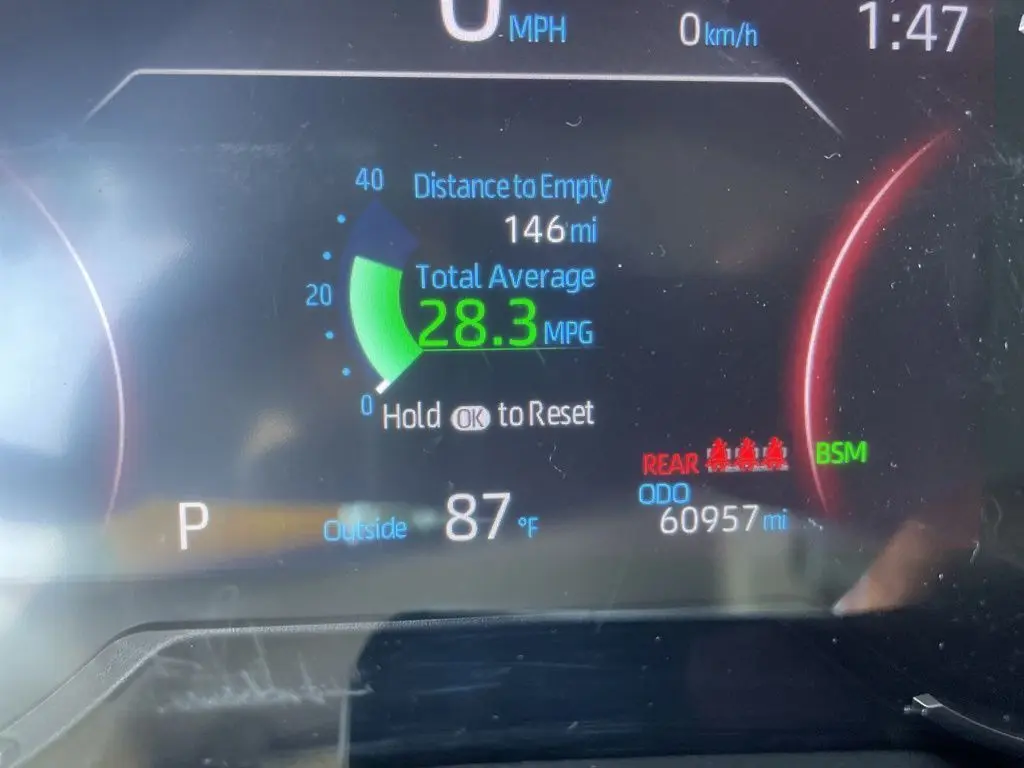 0 MPH 0 km/h 1:47
40 Distance to Empty
146 mi
Total Average
20 28.3 MPG
0 Hold OK to Reset
REAR BSM
ODO
P Outside 87 °F 60957 mi